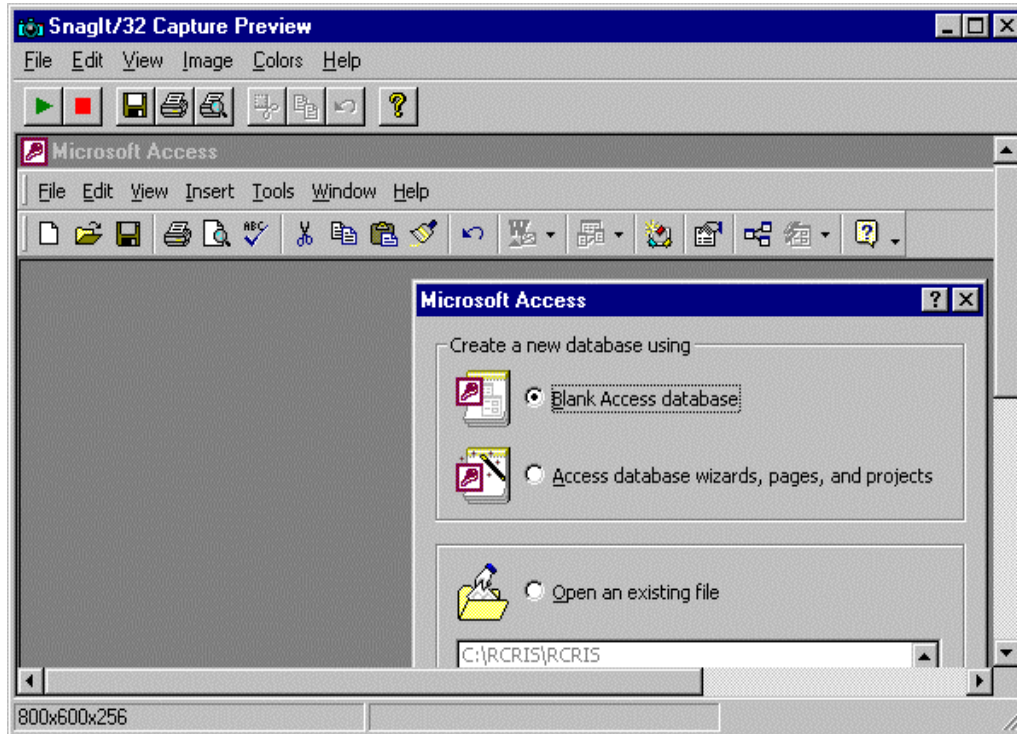 SnagIt/32 Capture Preview
File Edit View Image Colors Help
Microsoft Access
File Edit View Insert Tools Window Help
ABC
Microsoft Access
Create a new database using
Blank Access database
Access database wizards, pages, and projects
Open an existing file
C:\RCRIS\RCRIS
800x600x256